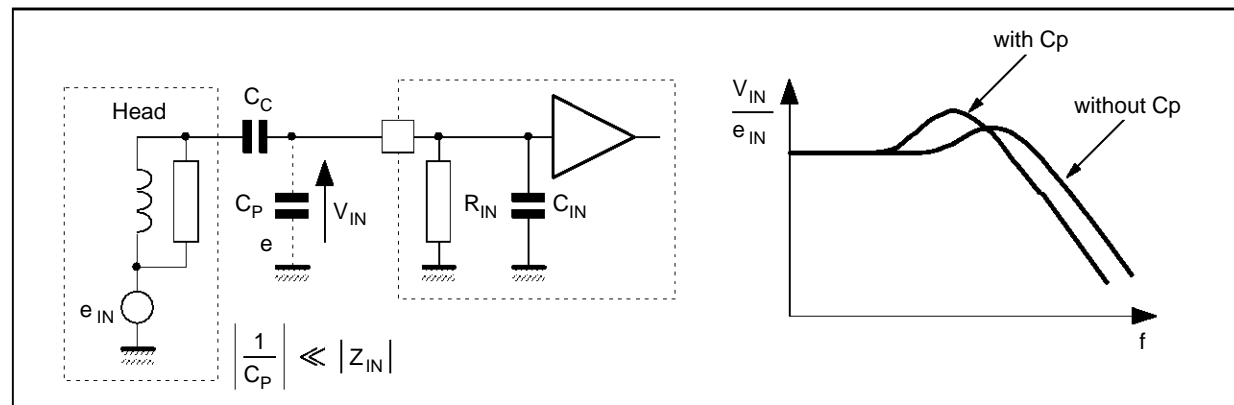 Head
C_C
C_P
e
V_IN
R_IN
C_IN
e_IN
|1/C_P| ≪ |Z_IN|
V_IN/e_IN
with Cp
without Cp
f